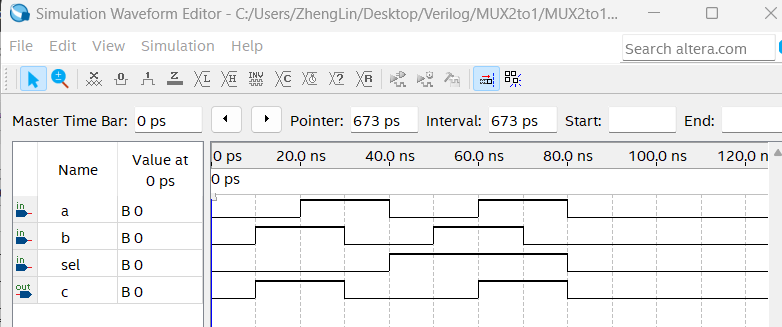 Simulation Waveform Editor - C:/Users/ZhengLin/Desktop/Verilog/MUX2to1/MUX2to1...
File Edit View Simulation Help Search altera.com
0 1 Z L H INV C ? R
Master Time Bar: 0 ps Pointer: 673 ps Interval: 673 ps Start: End:
Name Value at 0 ps 0 ps 20.0 ns 40.0 ns 60.0 ns 80.0 ns 100.0 ns 120.0 n
0 ps
in a B 0
in b B 0
in sel B 0
out c B 0